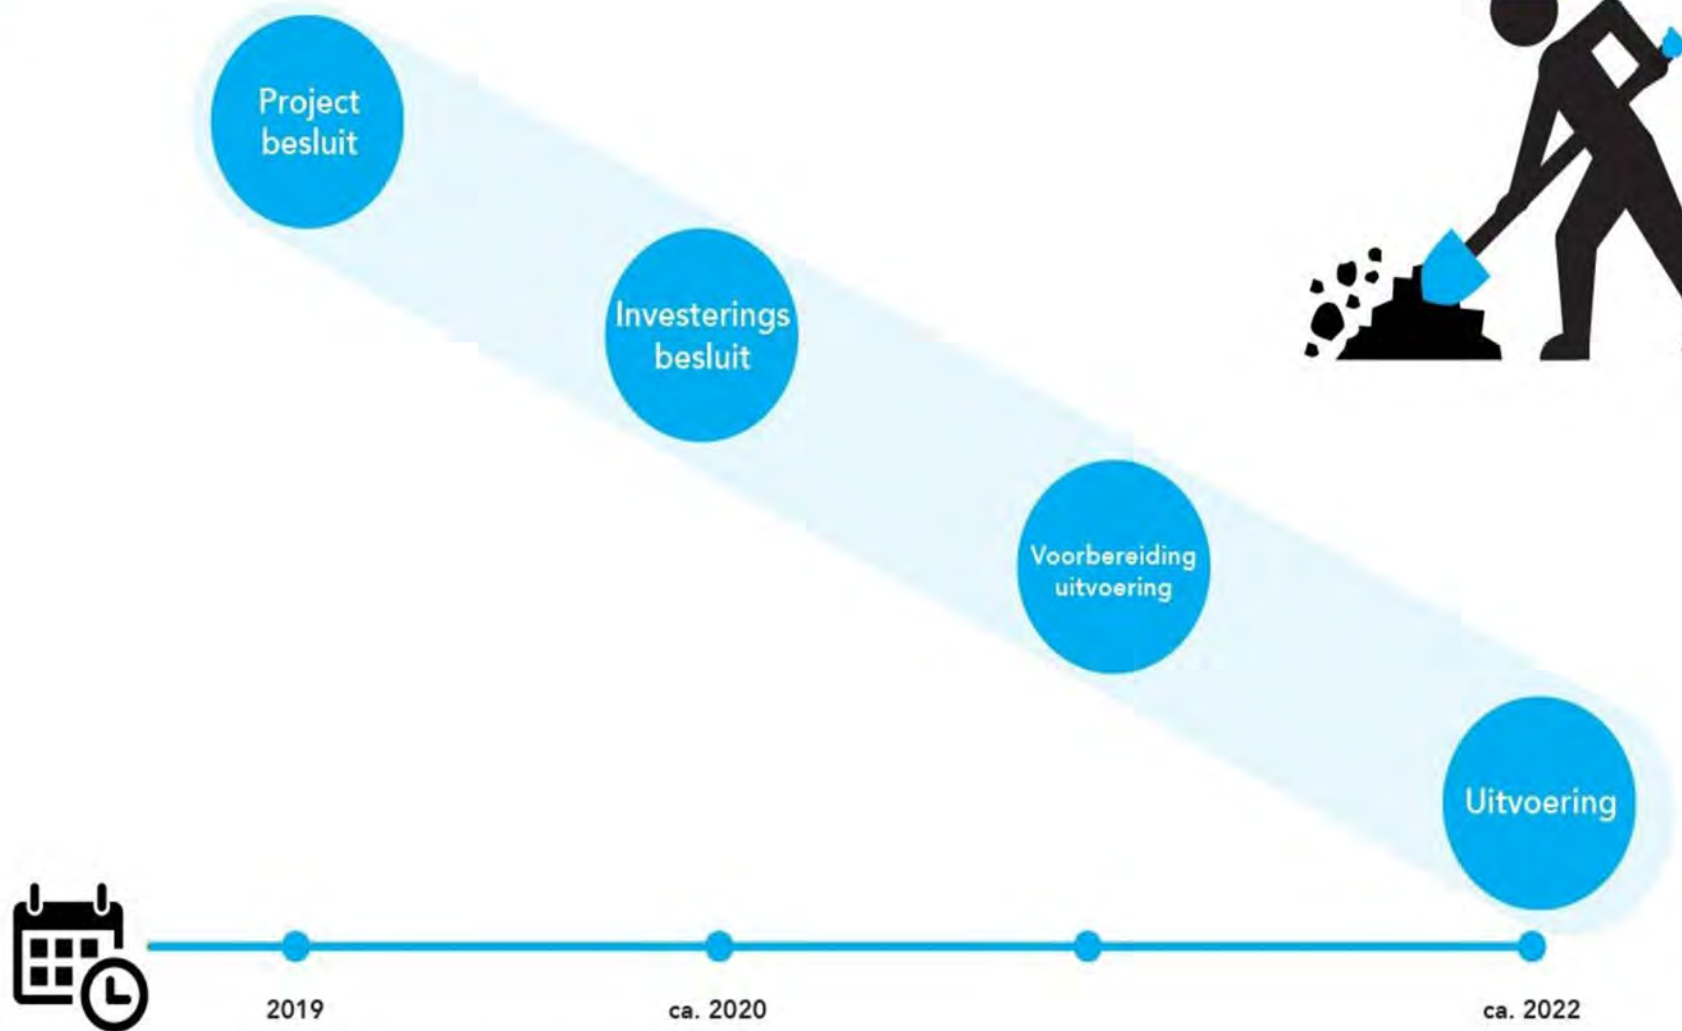 Project
besluit
Investerings
besluit
Voorbereiding
uitvoering
Uitvoering
2019
ca. 2020
ca. 2022